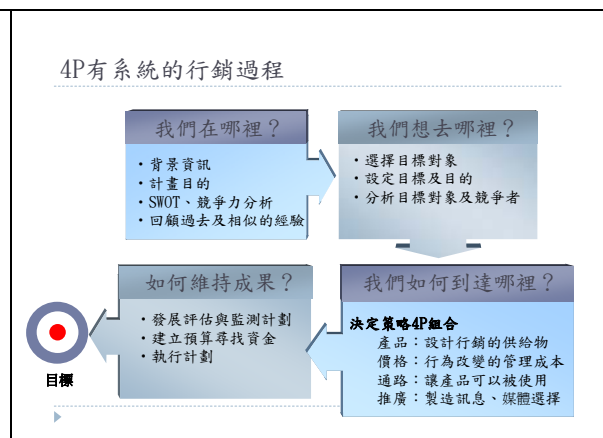 4P有系統的行銷過程
我們在哪裡？
・背景資訊
・計畫目的
・SWOT、競爭力分析
・回顧過去及相似的經驗
我們想去哪裡？
・選擇目標對象
・設定目標及目的
・分析目標對象及競爭者
我們如何到達哪裡？
決定策略4P組合
產品：設計行銷的供給物
價格：行為改變的管理成本
通路：讓產品可以被使用
推廣：製造訊息、媒體選擇
如何維持成果？
・發展評估與監測計劃
・建立預算尋找資金
・執行計劃
目標